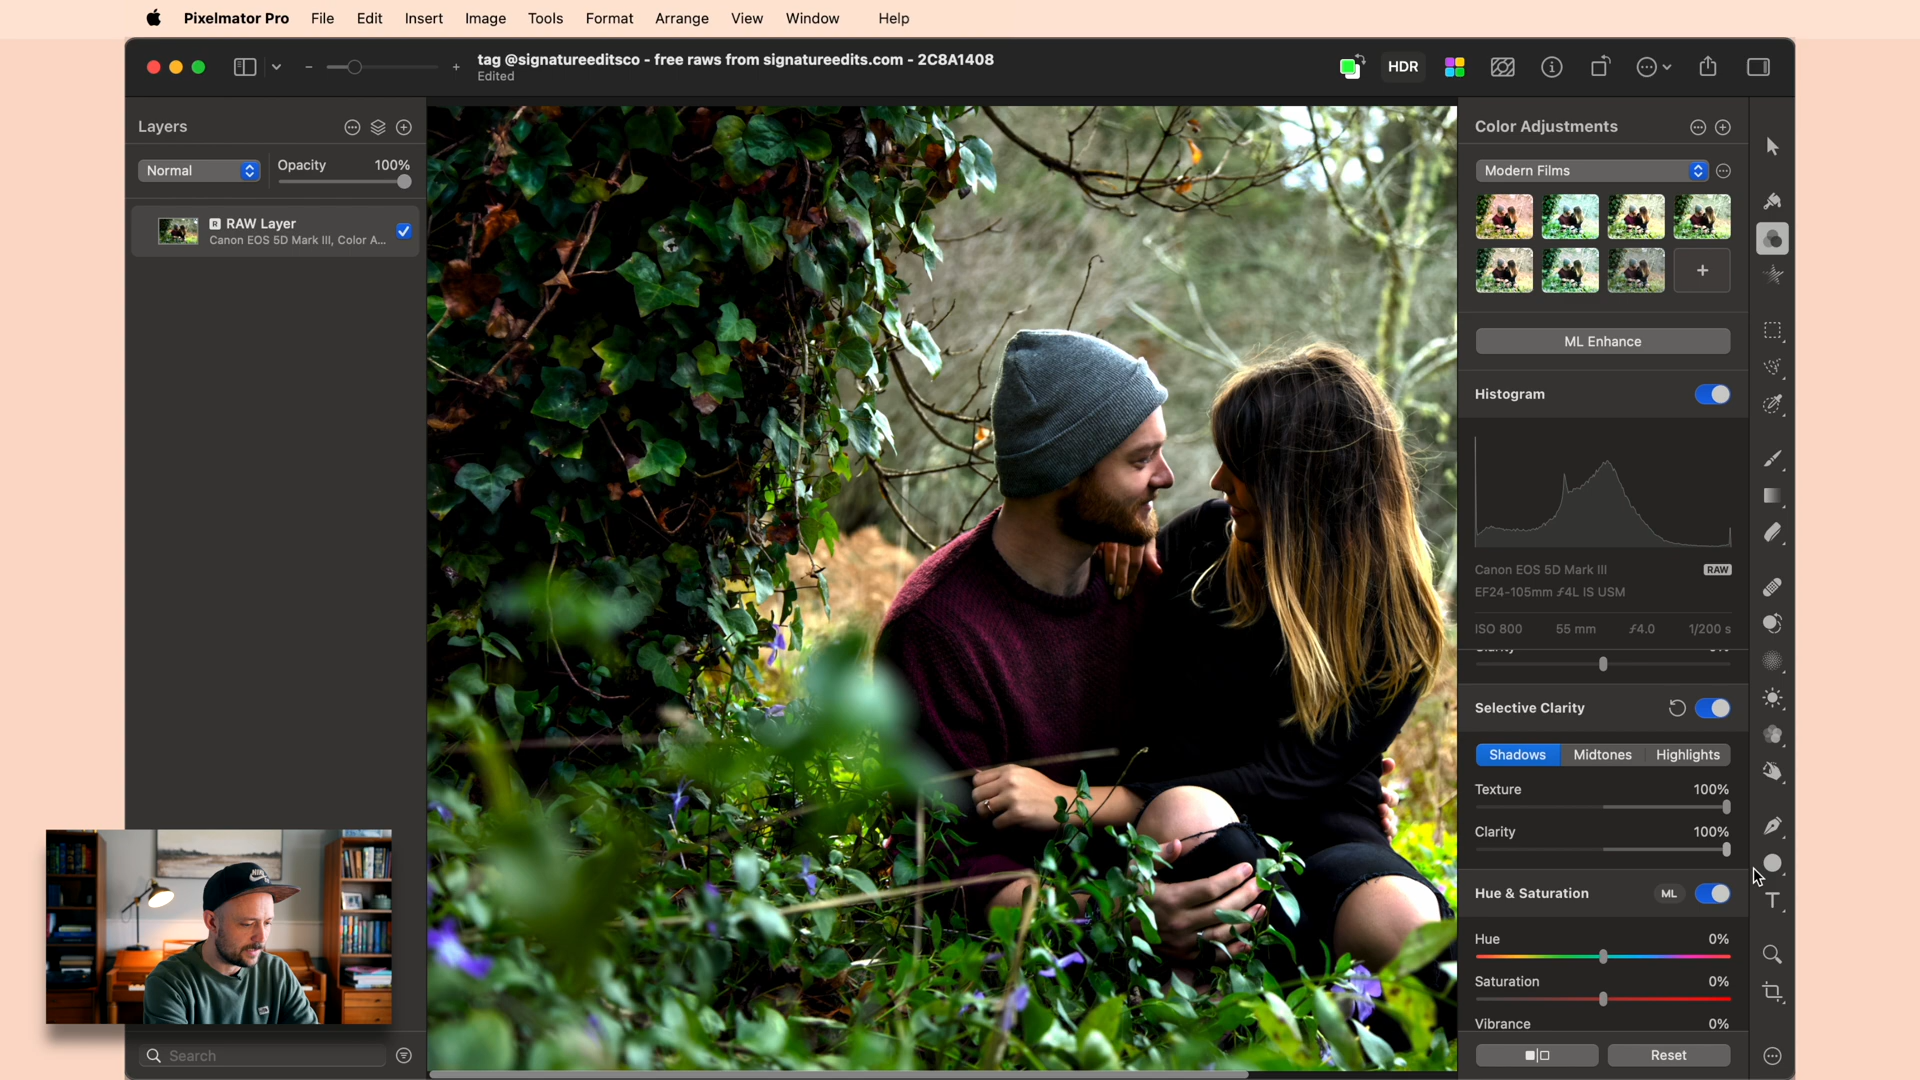 Pixelmator Pro File Edit Insert Image Tools Format Arrange View Window Help
tag @signatureeditsco - free raws from signatureedits.com - 2C8A1408
Edited
HDR
Layers
Normal
Opacity 100%
RAW Layer
Canon EOS 5D Mark III, Color A...
Search
Color Adjustments
Modern Films
ML Enhance
Histogram
Canon EOS 5D Mark III RAW
EF24-105mm ƒ4L IS USM
ISO 800 55 mm ƒ4.0 1/200 s
Selective Clarity
Shadows Midtones Highlights
Texture 100%
Clarity 100%
Hue & Saturation ML
Hue 0%
Saturation 0%
Vibrance 0%
Reset